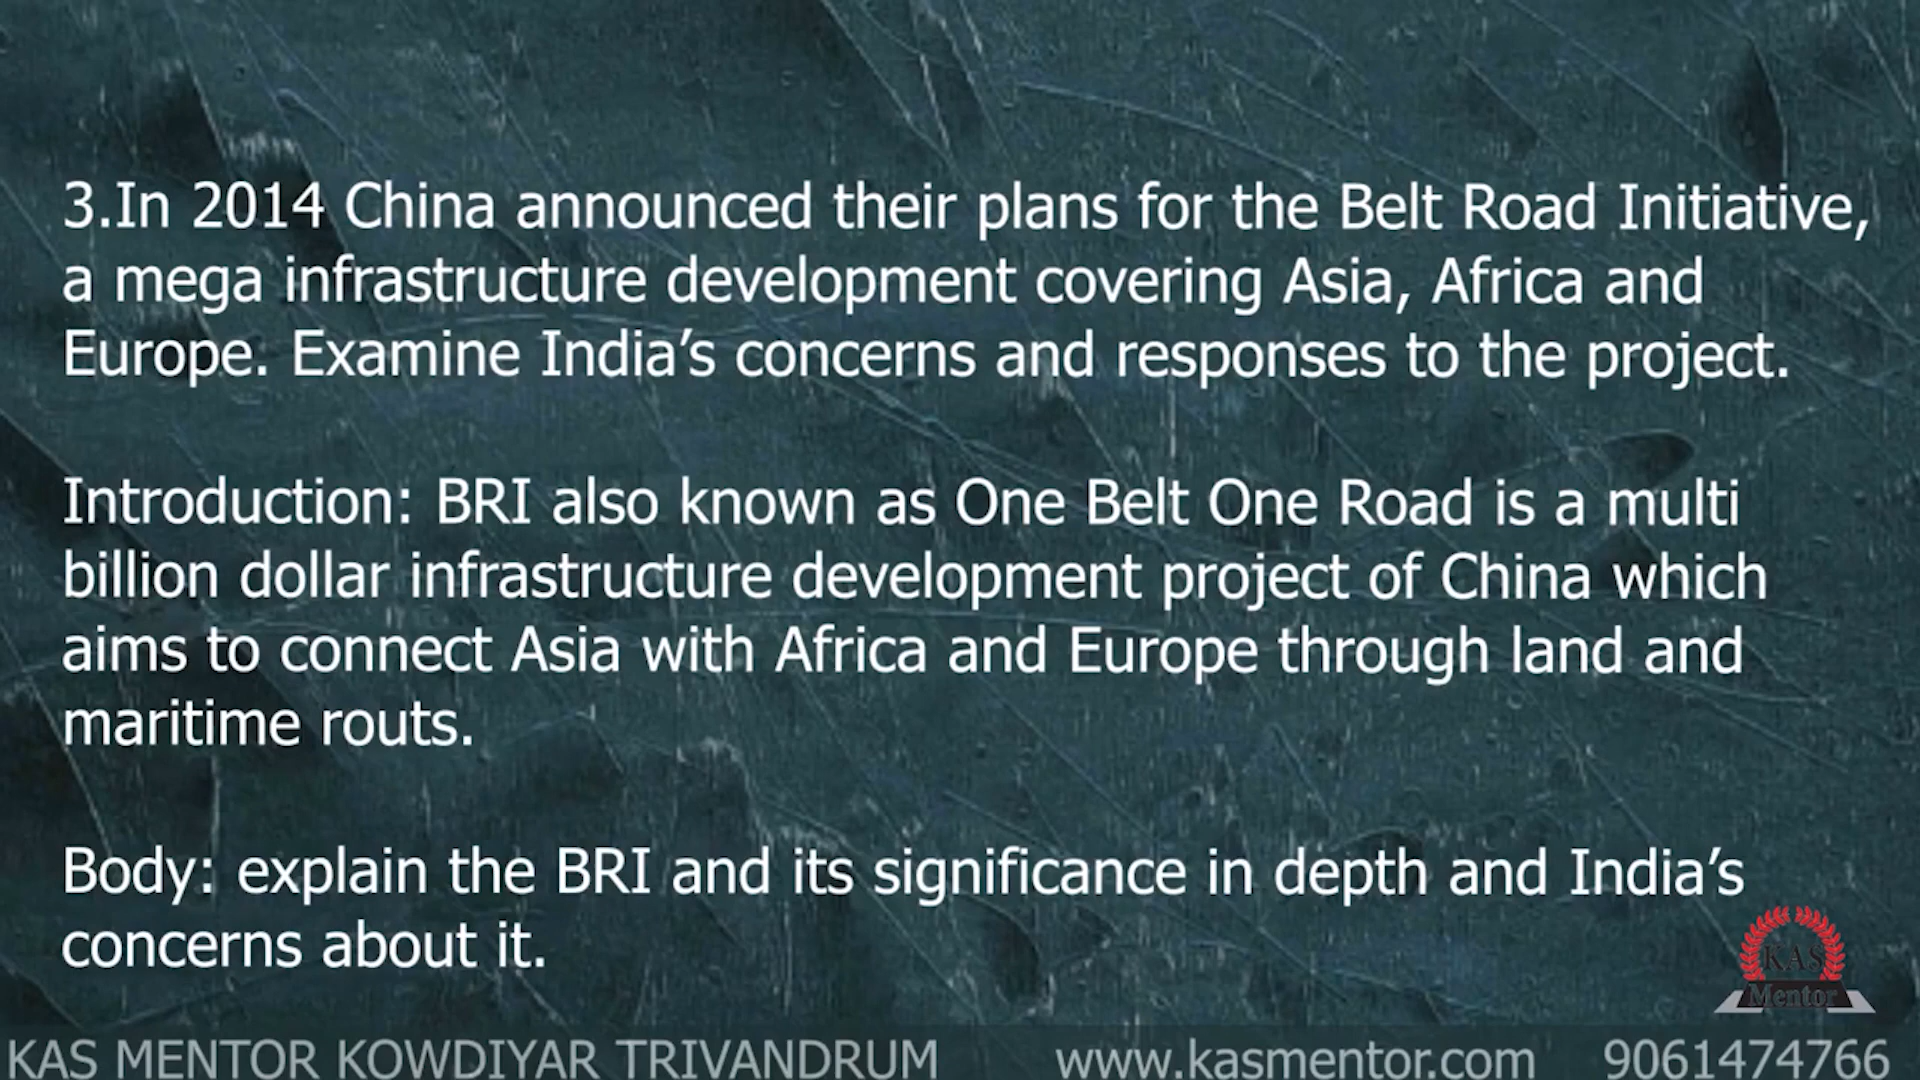 3.In 2014 China announced their plans for the Belt Road Initiative,
a mega infrastructure development covering Asia, Africa and
Europe. Examine India’s concerns and responses to the project.
Introduction: BRI also known as One Belt One Road is a multi
billion dollar infrastructure development project of China which
aims to connect Asia with Africa and Europe through land and
maritime routs.
Body: explain the BRI and its significance in depth and India’s
concerns about it.
KAS
Mentor
KAS MENTOR KOWDIYAR TRIVANDRUM www.kasmentor.com 9061474766